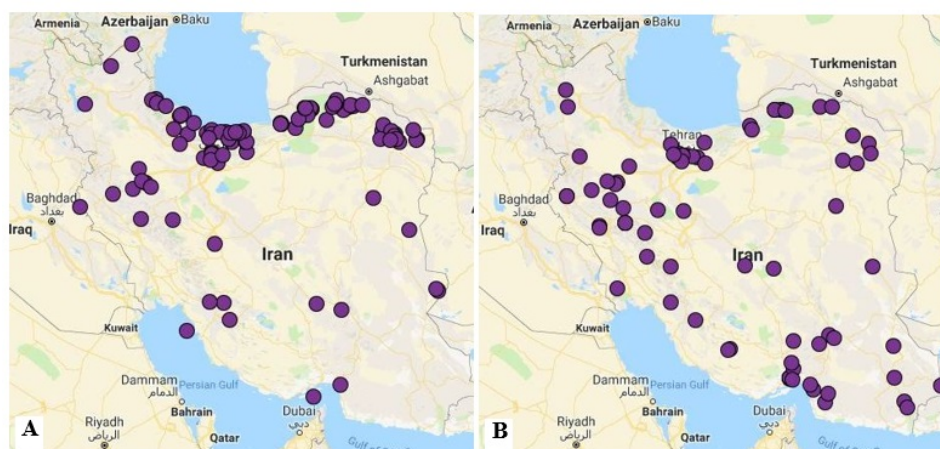 Armenia
Azerbaijan
Baku
Turkmenistan
Ashgabat
Baghdad
بغداد
Iraq
Iran
Kuwait
Dammam
الدمام
Persian Gulf
Bahrain
Riyadh
الرياض
Qatar
Dubai
دبي
A
Armenia
Azerbaijan
Baku
Turkmenistan
Ashgabat
Tehran
Baghdad
بغداد
Iraq
Iran
Kuwait
Dammam
الدمام
Persian Gulf
Bahrain
Riyadh
الرياض
Qatar
Dubai
دبي
B